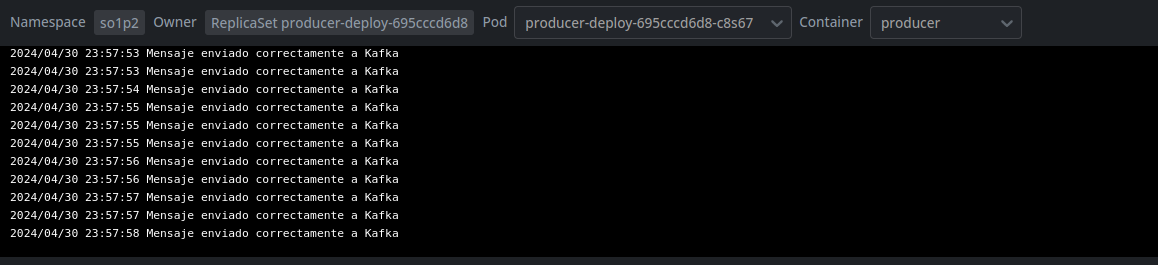 Namespace so1p2 Owner ReplicaSet producer-deploy-695cccd6d8 Pod producer-deploy-695cccd6d8-c8s67 Container producer
2024/04/30 23:57:53 Mensaje enviado correctamente a Kafka
2024/04/30 23:57:53 Mensaje enviado correctamente a Kafka
2024/04/30 23:57:54 Mensaje enviado correctamente a Kafka
2024/04/30 23:57:55 Mensaje enviado correctamente a Kafka
2024/04/30 23:57:55 Mensaje enviado correctamente a Kafka
2024/04/30 23:57:55 Mensaje enviado correctamente a Kafka
2024/04/30 23:57:56 Mensaje enviado correctamente a Kafka
2024/04/30 23:57:56 Mensaje enviado correctamente a Kafka
2024/04/30 23:57:57 Mensaje enviado correctamente a Kafka
2024/04/30 23:57:57 Mensaje enviado correctamente a Kafka
2024/04/30 23:57:58 Mensaje enviado correctamente a Kafka